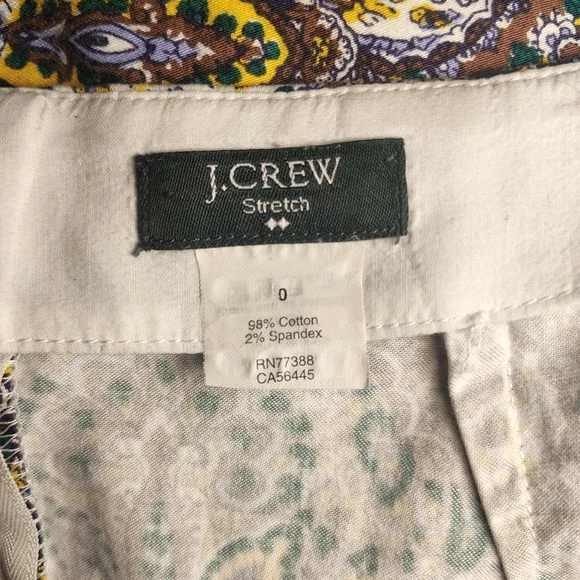 J.CREW
Stretch
0
98% Cotton
2% Spandex
RN77388
CA56445